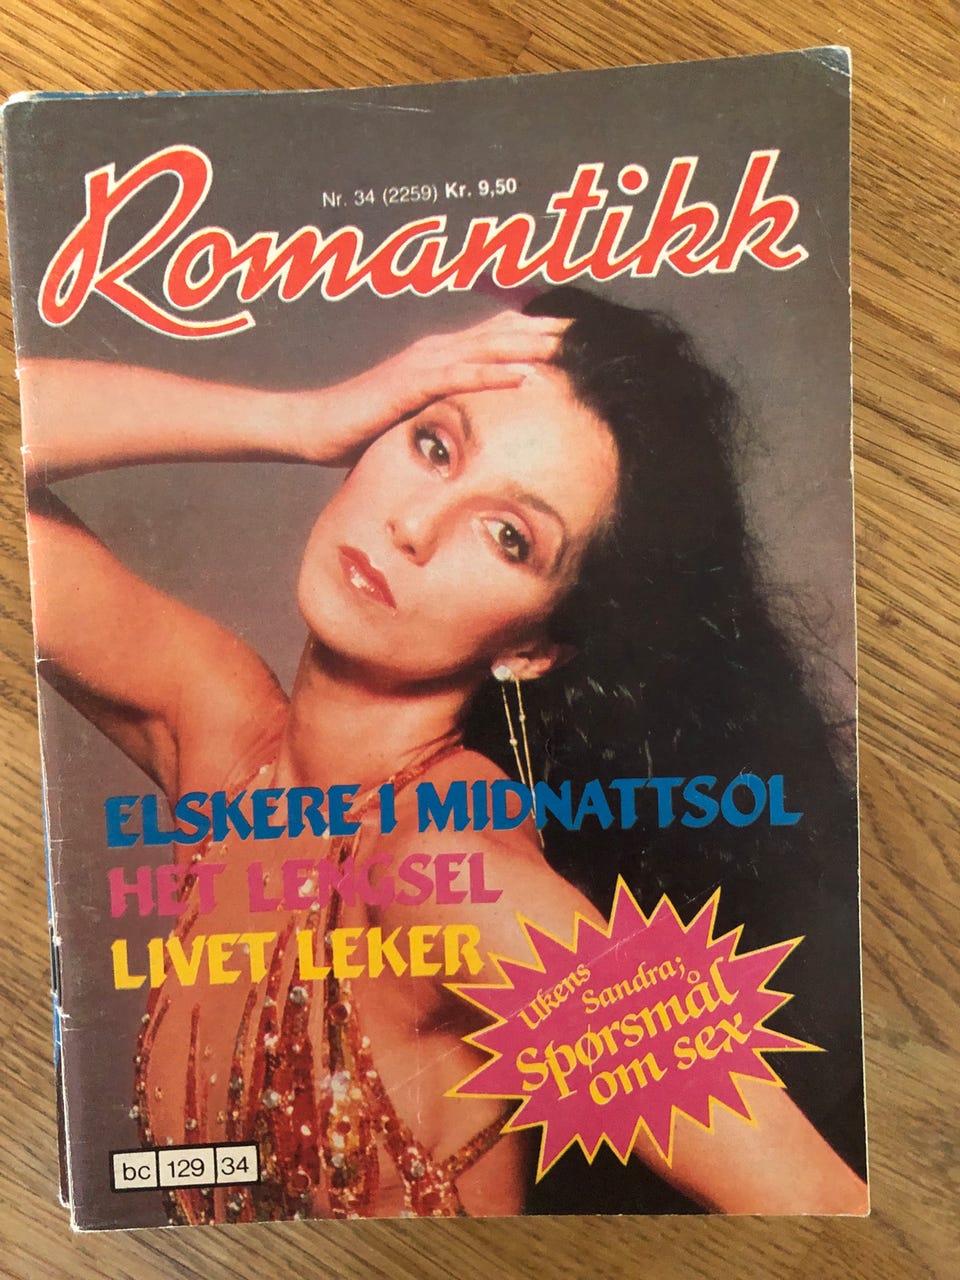 Nr. 34 (2259) Kr. 9,50
Romantikk
ELSKERE I MIDNATTSOL
HET LENGSEL
LIVET LEKER
Ukens
Sandra;
Spørsmål
om sex
bc 129 34